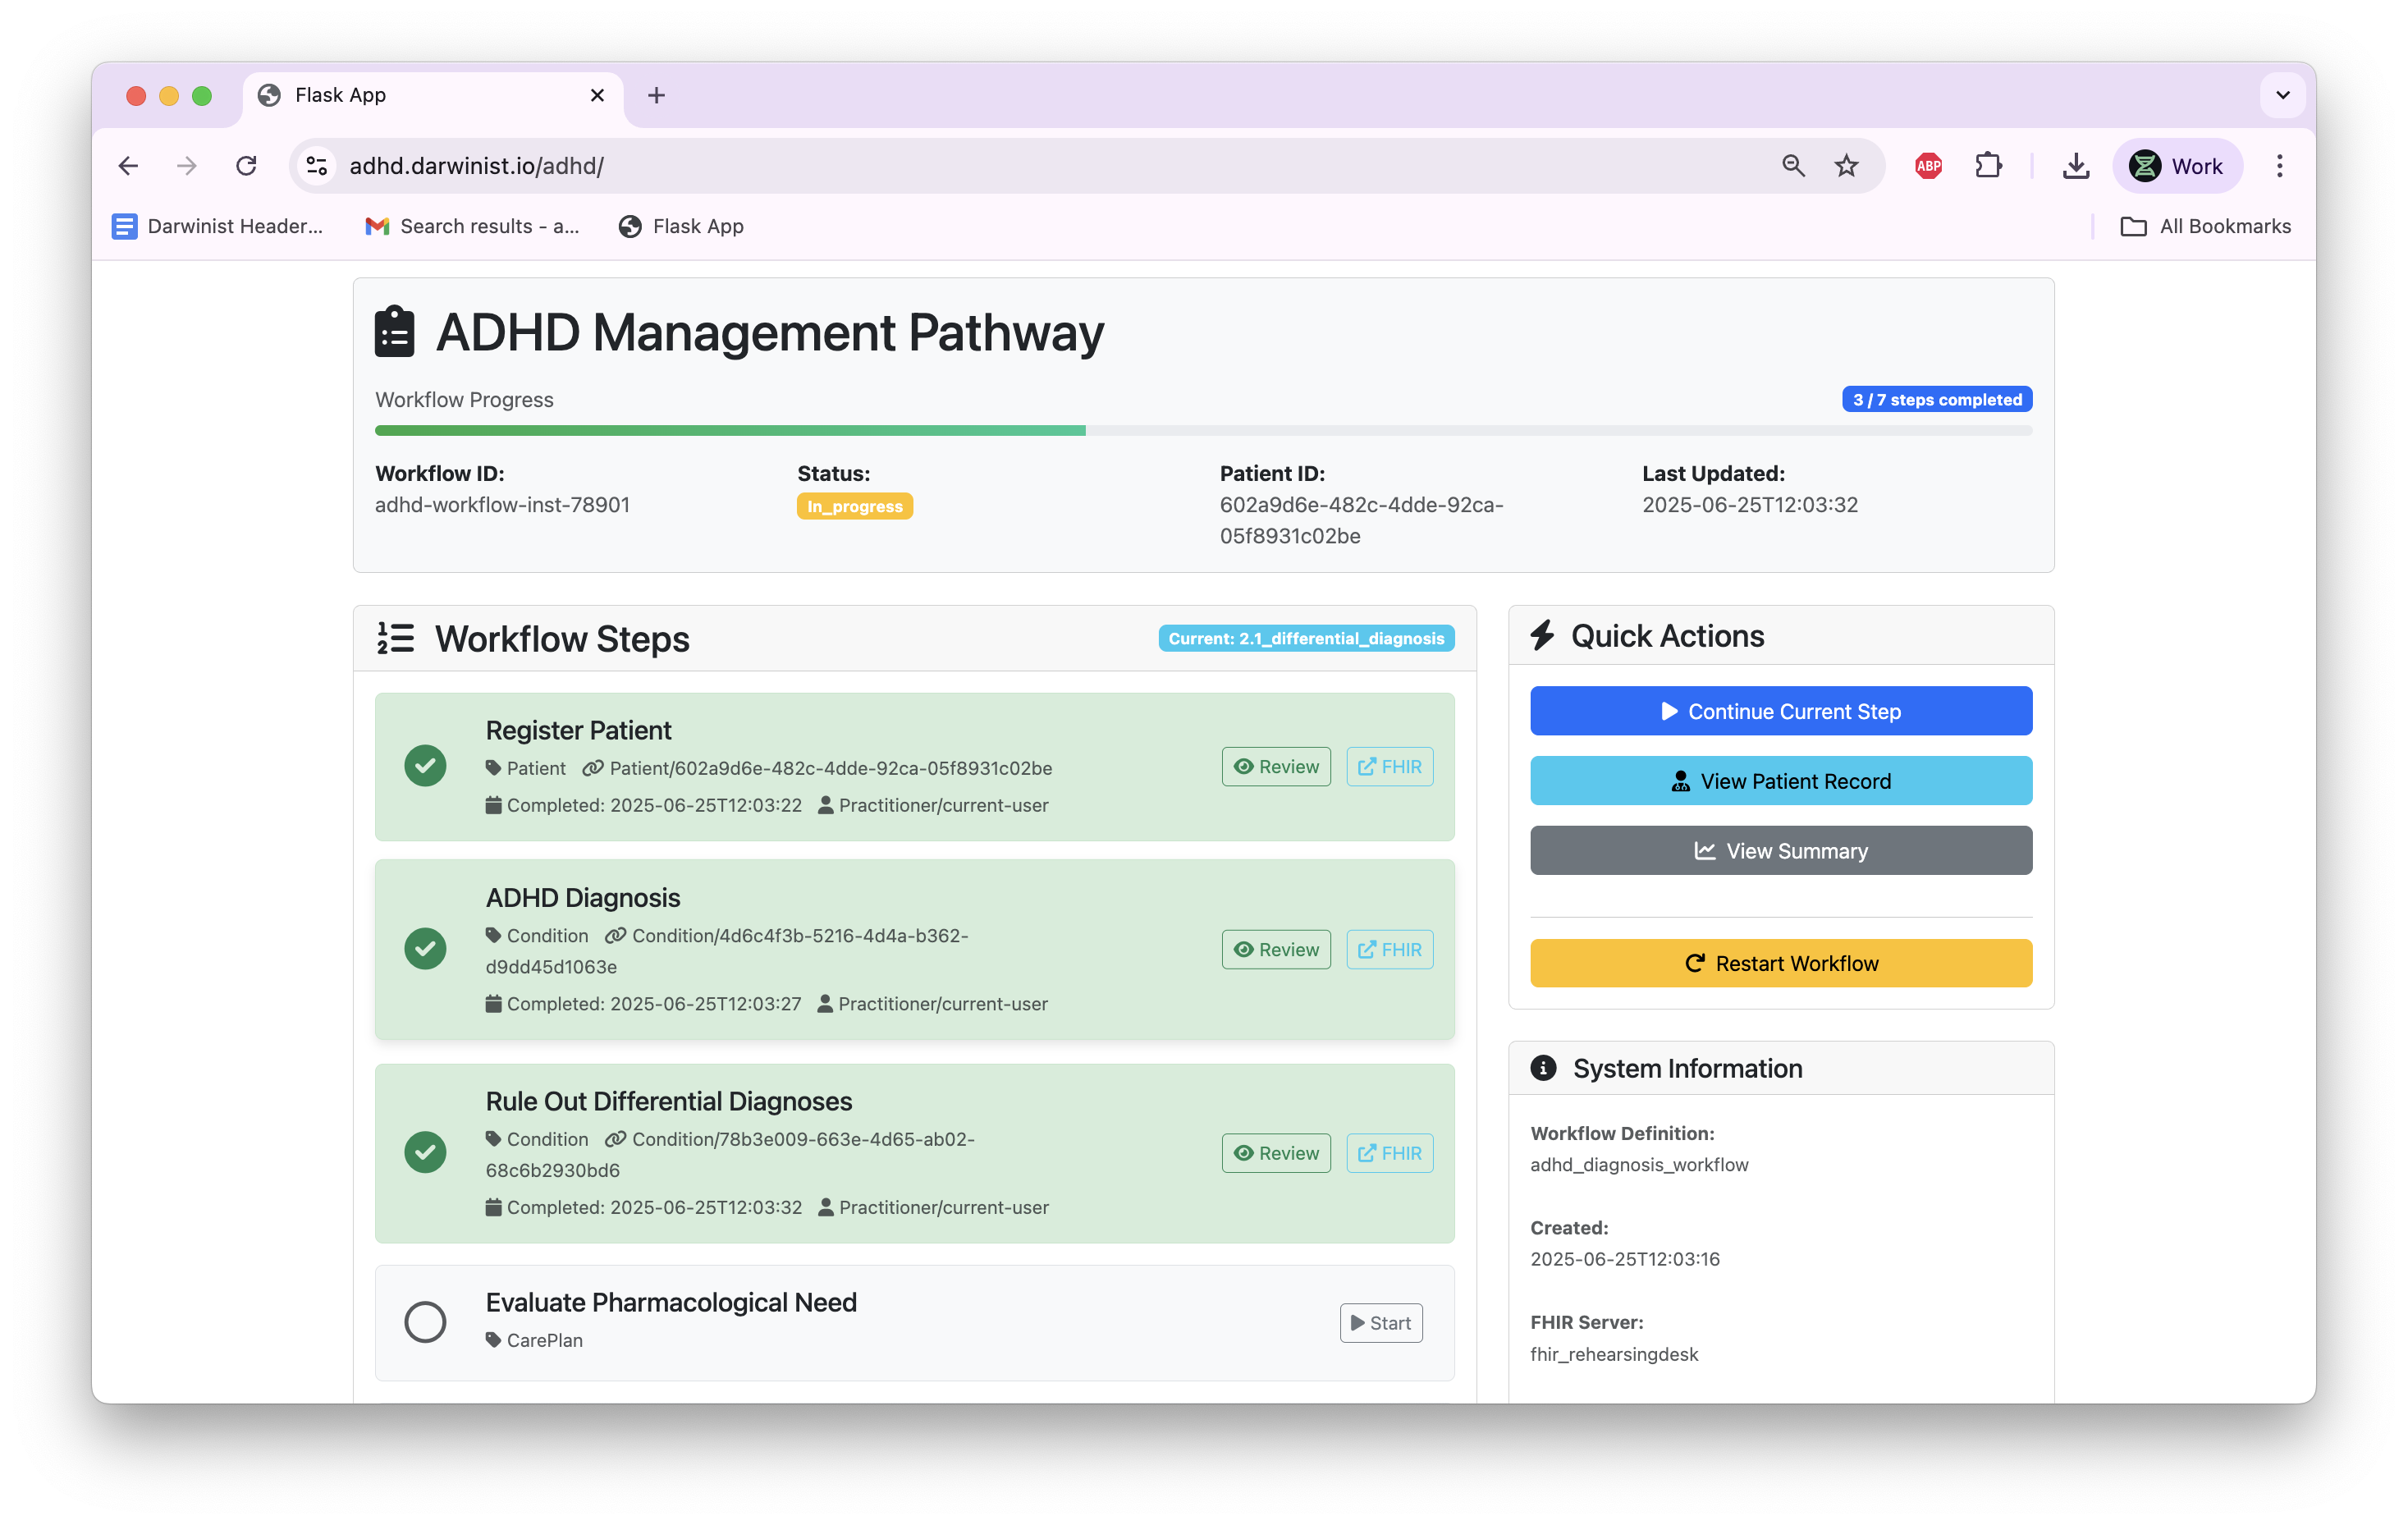 Flask App
adhd.darwinist.io/adhd/
ABP
Work
Darwinist Header...
Search results - a...
Flask App
All Bookmarks
ADHD Management Pathway
Workflow Progress
3 / 7 steps completed
Workflow ID:
adhd-workflow-inst-78901
Status:
In_progress
Patient ID:
602a9d6e-482c-4dde-92ca-
05f8931c02be
Last Updated:
2025-06-25T12:03:32
Workflow Steps
Current: 2.1_differential_diagnosis
Register Patient
Patient Patient/602a9d6e-482c-4dde-92ca-05f8931c02be
Completed: 2025-06-25T12:03:22 Practitioner/current-user
Review
FHIR
ADHD Diagnosis
Condition Condition/4d6c4f3b-5216-4d4a-b362-
d9dd45d1063e
Completed: 2025-06-25T12:03:27 Practitioner/current-user
Review
FHIR
Rule Out Differential Diagnoses
Condition Condition/78b3e009-663e-4d65-ab02-
68c6b2930bd6
Completed: 2025-06-25T12:03:32 Practitioner/current-user
Review
FHIR
Evaluate Pharmacological Need
CarePlan
Start
Quick Actions
Continue Current Step
View Patient Record
View Summary
Restart Workflow
System Information
Workflow Definition:
adhd_diagnosis_workflow
Created:
2025-06-25T12:03:16
FHIR Server:
fhir_rehearsingdesk